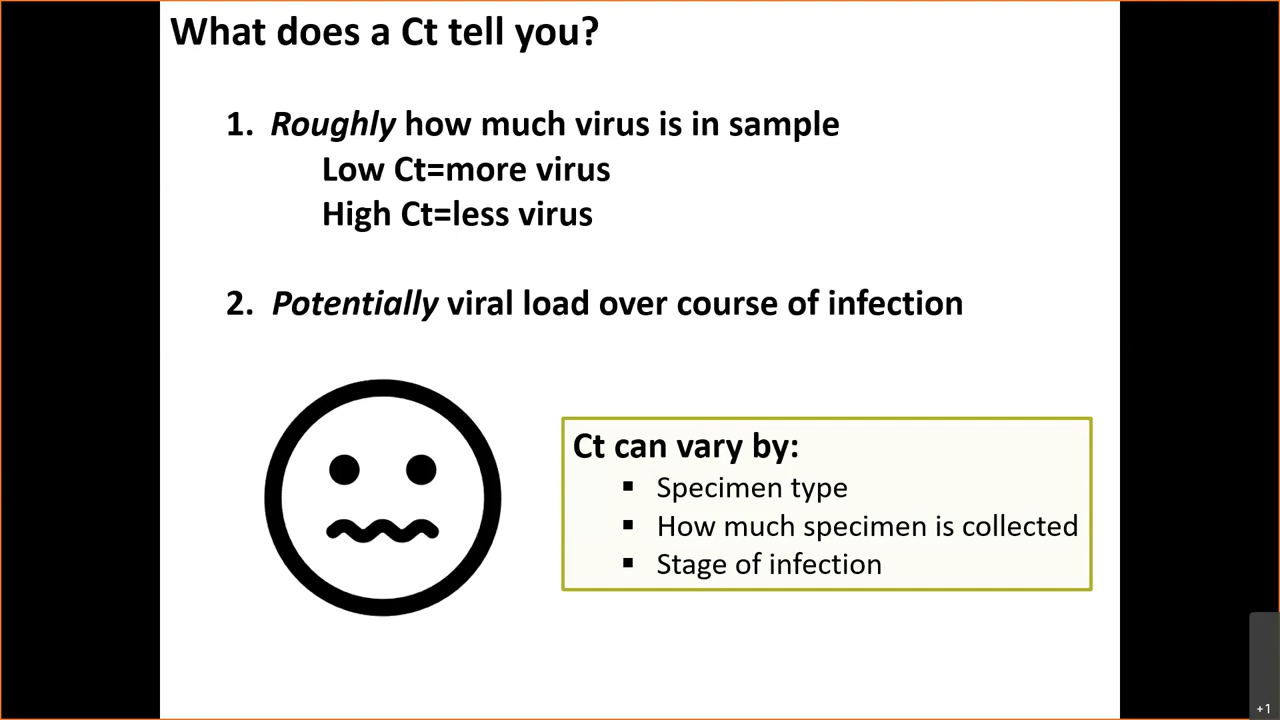 What does a Ct tell you?
1. Roughly how much virus is in sample
Low Ct=more virus
High Ct=less virus
2. Potentially viral load over course of infection
Ct can vary by:
▪ Specimen type
▪ How much specimen is collected
▪ Stage of infection
+1